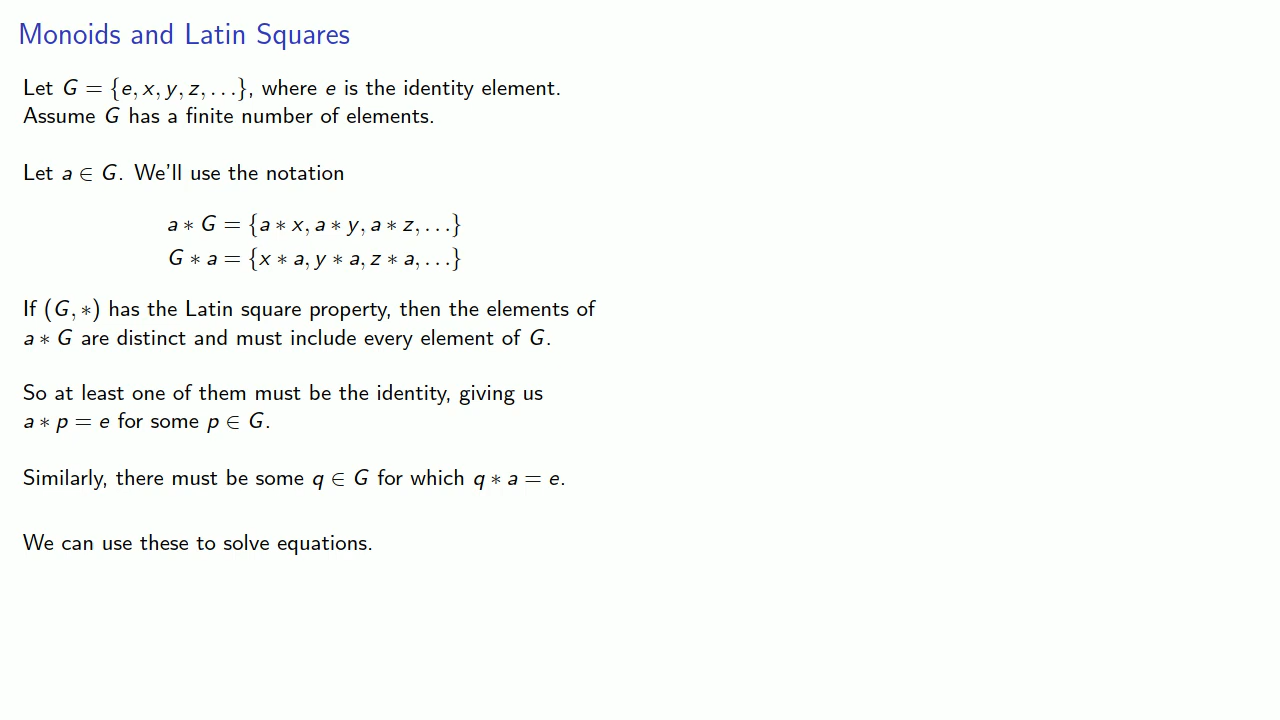 Monoids and Latin Squares
Let G = {e, x, y, z, . . .}, where e is the identity element.
Assume G has a finite number of elements.
Let a ∈ G. We'll use the notation
a ∗ G = {a ∗ x, a ∗ y, a ∗ z, . . .}
G ∗ a = {x ∗ a, y ∗ a, z ∗ a, . . .}
If (G, ∗) has the Latin square property, then the elements of
a ∗ G are distinct and must include every element of G.
So at least one of them must be the identity, giving us
a ∗ p = e for some p ∈ G.
Similarly, there must be some q ∈ G for which q ∗ a = e.
We can use these to solve equations.